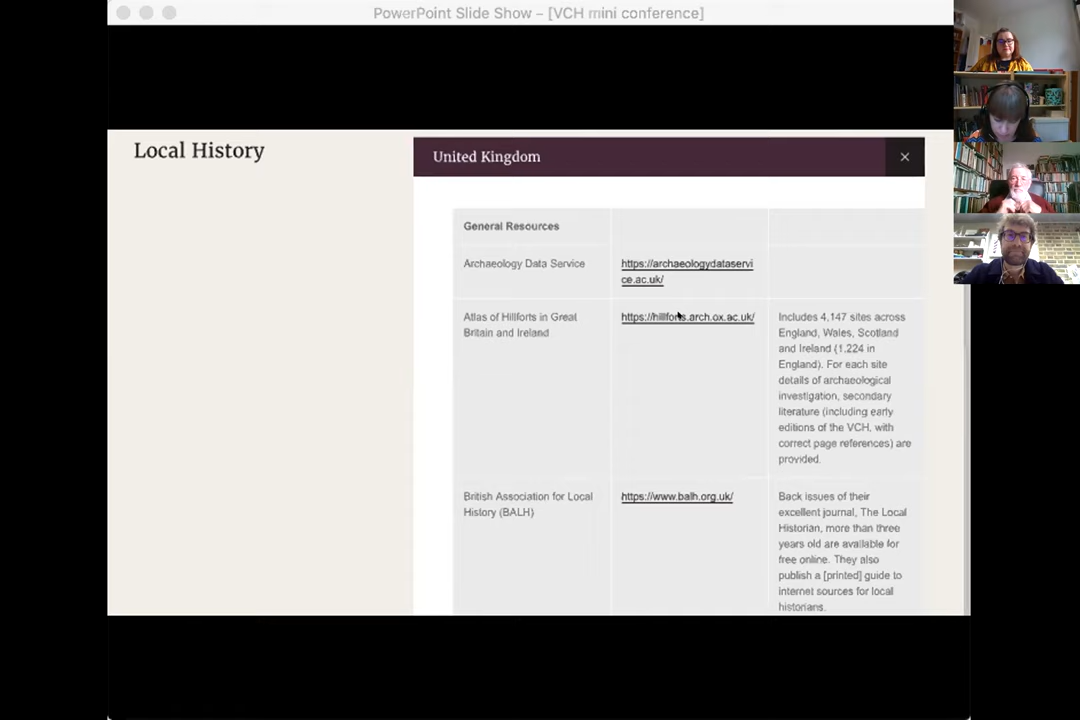 PowerPoint Slide Show – [VCH mini conference]
Local History
United Kingdom
General Resources
Archaeology Data Service
https://archaeologydataservi
ce.ac.uk/
Atlas of Hillforts in Great
Britain and Ireland
https://hillforts.arch.ox.ac.uk/
Includes 4,147 sites across
England, Wales, Scotland
and Ireland (1,224 in
England). For each site
details of archaeological
investigation, secondary
literature (including early
editions of the VCH, with
correct page references) are
provided.
British Association for Local
History (BALH)
https://www.balh.org.uk/
Back issues of their
excellent journal, The Local
Historian, more than three
years old are available for
free online. They also
publish a [printed] guide to
internet sources for local
historians.